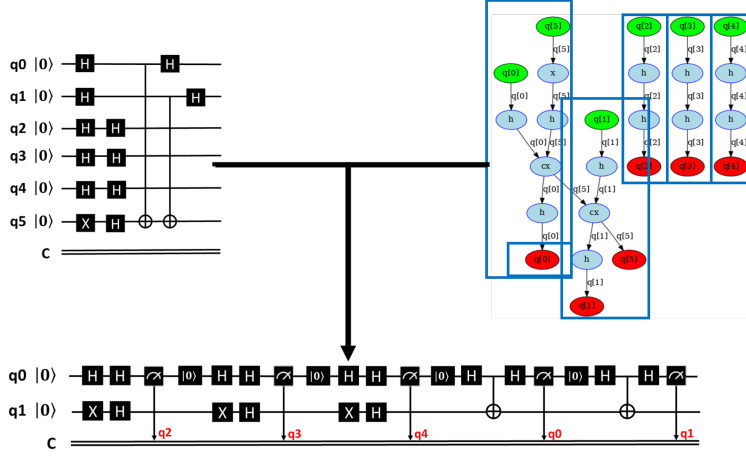 q0 |0⟩ H H
q1 |0⟩ H H
q2 |0⟩ H H
q3 |0⟩ H H
q4 |0⟩ H H
q5 |0⟩ X H
C
q[5] q[2] q[3] q[4]
q[5] q[2] q[3] q[4]
q[0] x h h h
q[0] q[5] q[2] q[3] q[4]
h h q[1] h h h
q[0] q[5] q[1] q[2] q[3] q[4]
cx h q[2] q[3] q[4]
q[0] q[5] q[1]
h cx
q[0] q[1] q[5]
q[0] h q[5]
q[1]
q[1]
q0 |0⟩ H H |0⟩ H H |0⟩ H H |0⟩ H H |0⟩ H H
q1 |0⟩ X H X H X H
q2 q3 q4 q0 q1
C